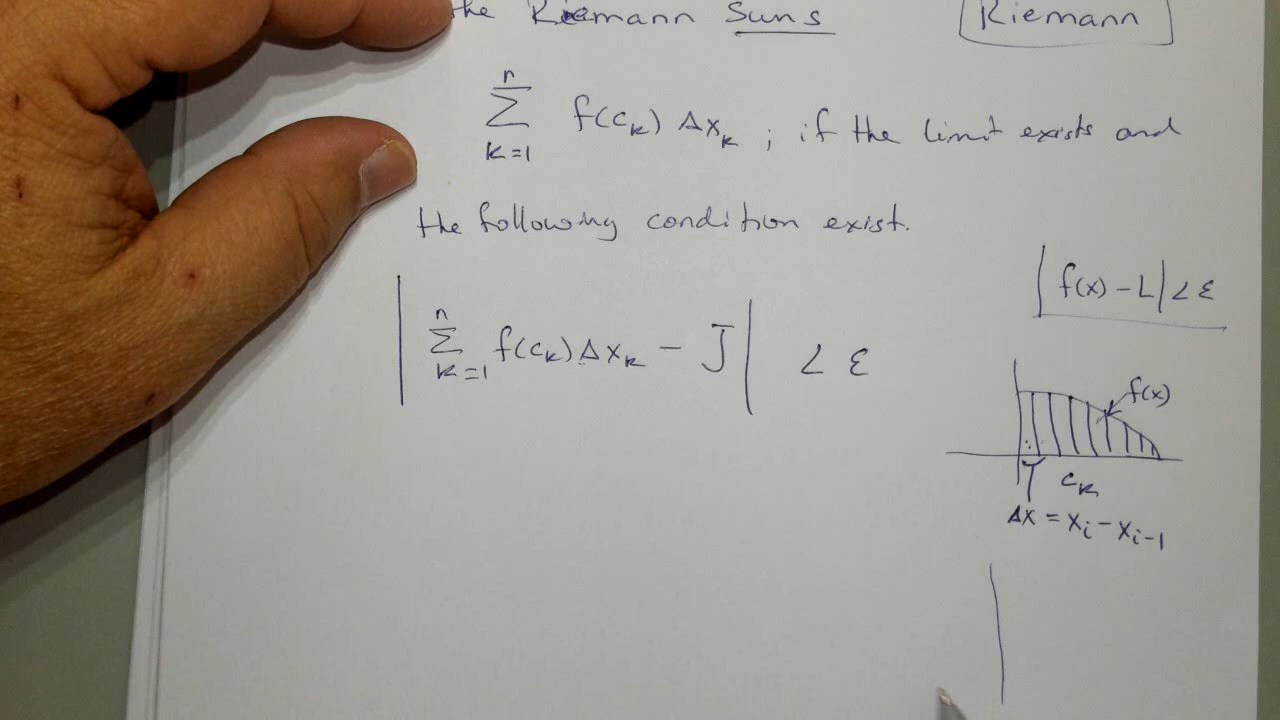 the Riemann Suns
Riemann
n
Σ f(cₖ) Δxₖ ; if the limit exists and
k=1
the following condition exist.
|f(x) - L| < ε
n
| Σ f(cₖ) Δxₖ - J | < ε
k=1
f(x)
cₖ
Δx = xᵢ - xᵢ₋₁